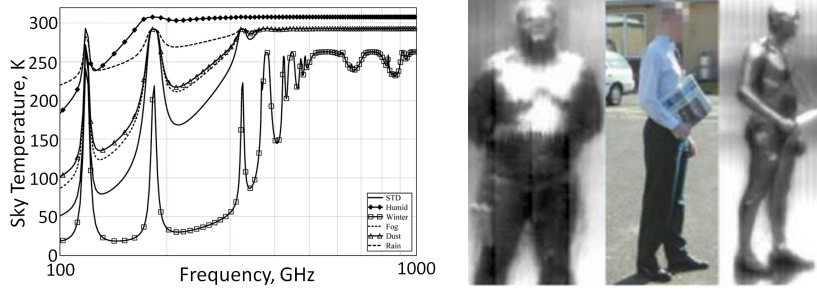 Sky Temperature, K
300
250
200
150
100
50
0
100
1000
Frequency, GHz
STD
Humid
Winter
Fog
Dust
Rain